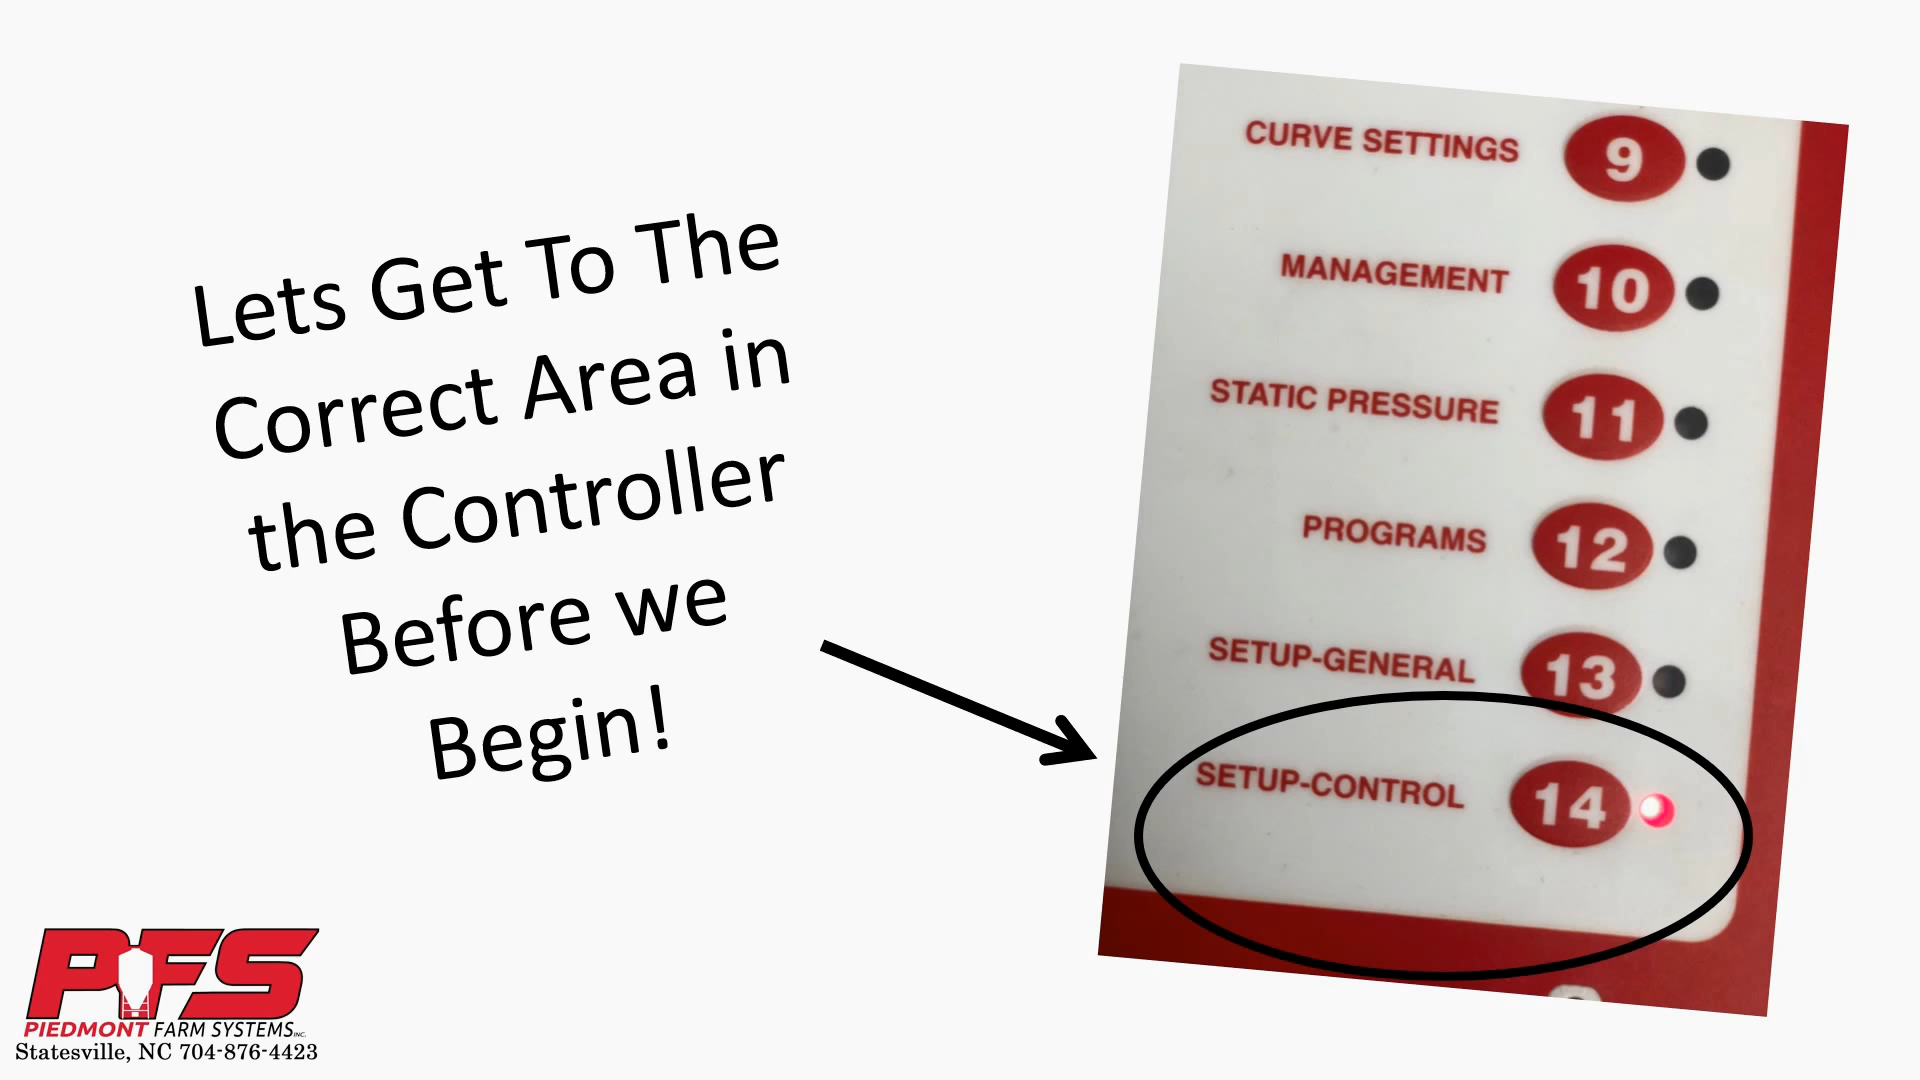 Lets Get To The
Correct Area in
the Controller
Before we
Begin!
CURVE SETTINGS 9
MANAGEMENT 10
STATIC PRESSURE 11
PROGRAMS 12
SETUP-GENERAL 13
SETUP-CONTROL 14
PFS
PIEDMONT FARM SYSTEMS INC.
Statesville, NC 704-876-4423